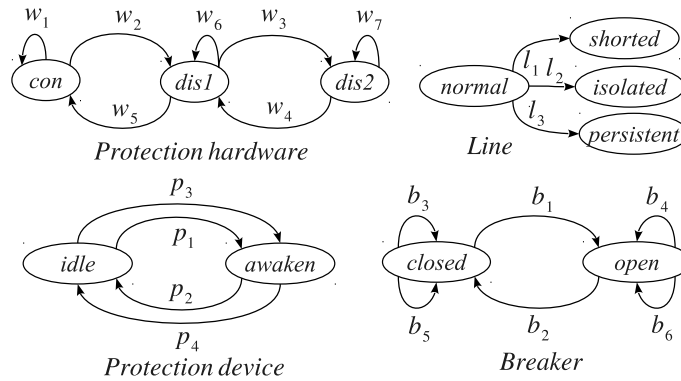 w1 w2 w6 w3 w7
con dis1 dis2
w5 w4
Protection hardware
shorted
normal l1 l2 isolated
l3
persistent
Line
p3
p1
idle awaken
p2
p4
Protection device
b3 b1 b4
closed open
b5 b2 b6
Breaker